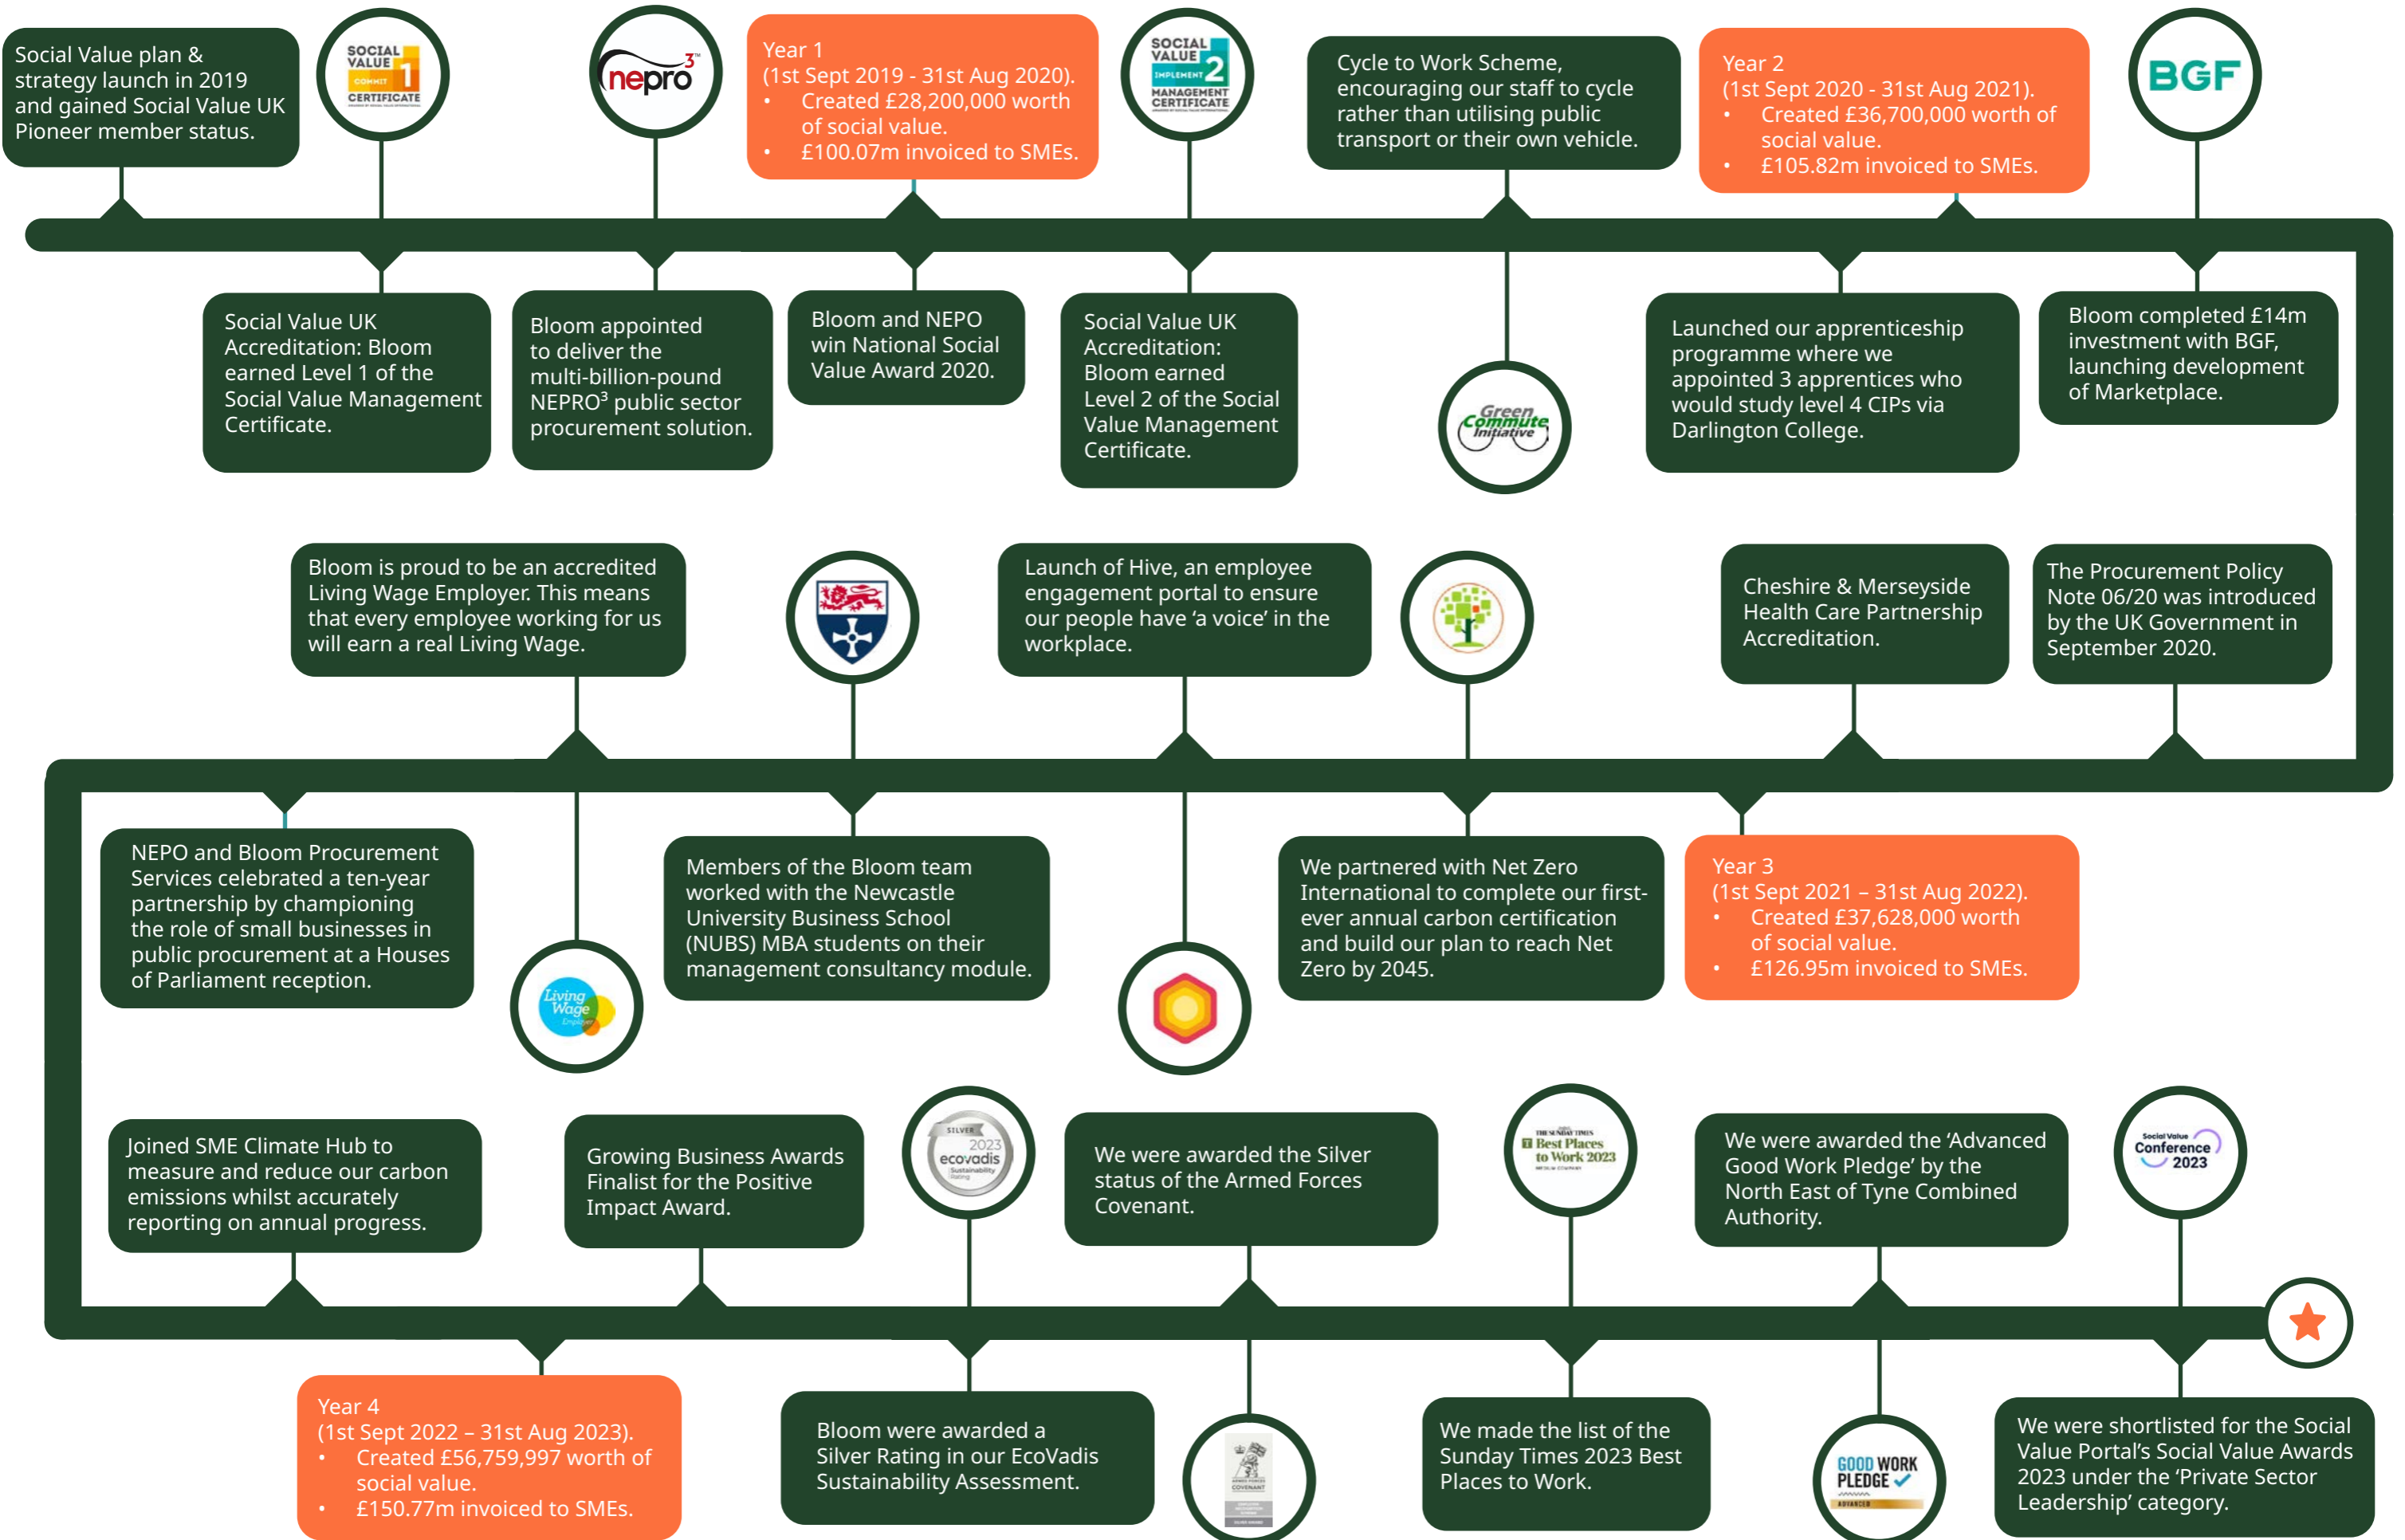 Social Value plan &
strategy launch in 2019
and gained Social Value UK
Pioneer member status.
SOCIAL
VALUE
COMMIT 1
CERTIFICATE
nepro3™
Year 1
(1st Sept 2019 - 31st Aug 2020).
• Created £28,200,000 worth
of social value.
• £100.07m invoiced to SMEs.
SOCIAL
VALUE
IMPLEMENT 2
MANAGEMENT
CERTIFICATE
Cycle to Work Scheme,
encouraging our staff to cycle
rather than utilising public
transport or their own vehicle.
Year 2
(1st Sept 2020 - 31st Aug 2021).
• Created £36,700,000 worth of
social value.
• £105.82m invoiced to SMEs.
BGF
Social Value UK
Accreditation: Bloom
earned Level 1 of the
Social Value Management
Certificate.
Bloom appointed
to deliver the
multi-billion-pound
NEPRO³ public sector
procurement solution.
Bloom and NEPO
win National Social
Value Award 2020.
Social Value UK
Accreditation:
Bloom earned
Level 2 of the Social
Value Management
Certificate.
Green
Commute
Initiative
Launched our apprenticeship
programme where we
appointed 3 apprentices who
would study level 4 CIPs via
Darlington College.
Bloom completed £14m
investment with BGF,
launching development
of Marketplace.
Bloom is proud to be an accredited
Living Wage Employer. This means
that every employee working for us
will earn a real Living Wage.
Launch of Hive, an employee
engagement portal to ensure
our people have ‘a voice’ in the
workplace.
Cheshire & Merseyside
Health Care Partnership
Accreditation.
The Procurement Policy
Note 06/20 was introduced
by the UK Government in
September 2020.
NEPO and Bloom Procurement
Services celebrated a ten-year
partnership by championing
the role of small businesses in
public procurement at a Houses
of Parliament reception.
Living
Wage
Employer
Members of the Bloom team
worked with the Newcastle
University Business School
(NUBS) MBA students on their
management consultancy module.
We partnered with Net Zero
International to complete our first-
ever annual carbon certification
and build our plan to reach Net
Zero by 2045.
Year 3
(1st Sept 2021 – 31st Aug 2022).
• Created £37,628,000 worth
of social value.
• £126.95m invoiced to SMEs.
Joined SME Climate Hub to
measure and reduce our carbon
emissions whilst accurately
reporting on annual progress.
Growing Business Awards
Finalist for the Positive
Impact Award.
SILVER
2023
ecovadis
Sustainability
Rating
We were awarded the Silver
status of the Armed Forces
Covenant.
THE SUNDAY TIMES
T Best Places
to Work 2023
MEDIUM COMPANY
We were awarded the ‘Advanced
Good Work Pledge’ by the
North East of Tyne Combined
Authority.
Social Value
Conference
2023
Year 4
(1st Sept 2022 – 31st Aug 2023).
• Created £56,759,997 worth of
social value.
• £150.77m invoiced to SMEs.
Bloom were awarded a
Silver Rating in our EcoVadis
Sustainability Assessment.
ARMED FORCES
COVENANT
SILVER AWARD
We made the list of the
Sunday Times 2023 Best
Places to Work.
GOOD WORK
PLEDGE
ADVANCED
We were shortlisted for the Social
Value Portal’s Social Value Awards
2023 under the ‘Private Sector
Leadership’ category.